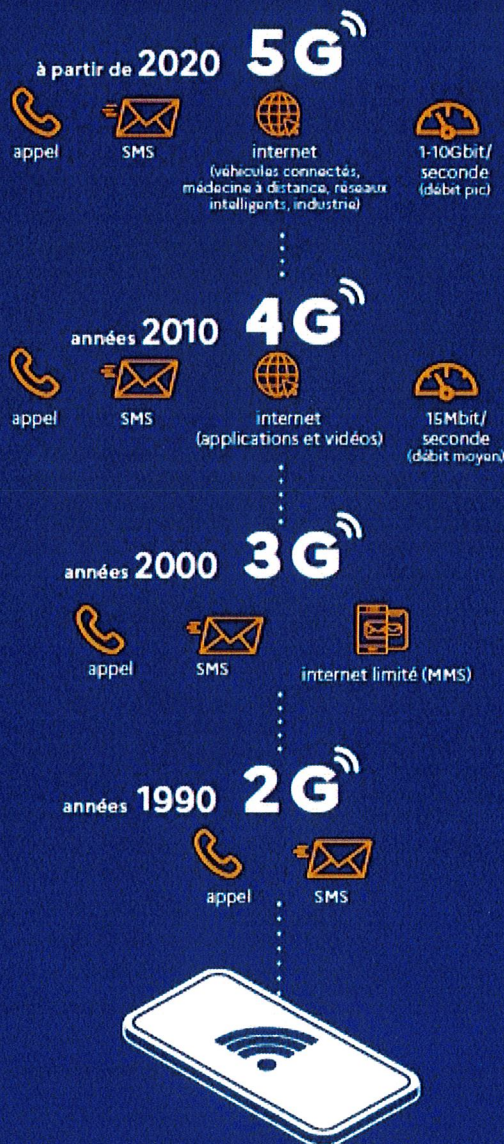 à partir de 2020 5G
appel
SMS
internet
(véhicules connectés,
médecine à distance, réseaux
intelligents, industrie)
1-10Gbit/
seconde
(débit pic)
années 2010 4G
appel
SMS
internet
(applications et vidéos)
15Mbit/
seconde
(débit moyen)
années 2000 3G
appel
SMS
internet limité (MMS)
années 1990 2G
appel
SMS